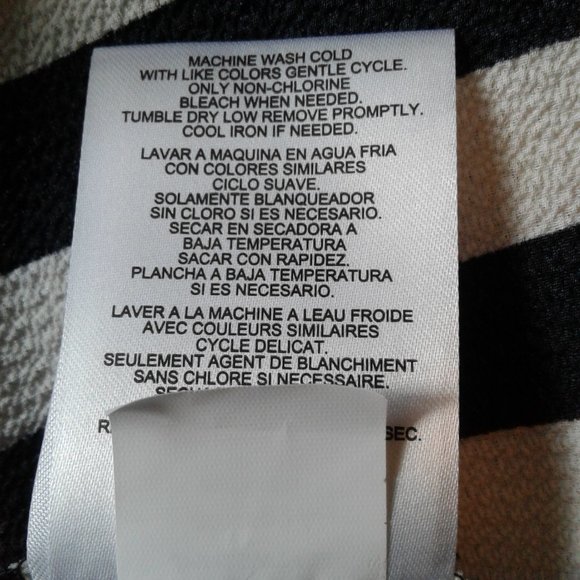 MACHINE WASH COLD
WITH LIKE COLORS GENTLE CYCLE.
ONLY NON-CHLORINE
BLEACH WHEN NEEDED.
TUMBLE DRY LOW REMOVE PROMPTLY.
COOL IRON IF NEEDED.
LAVAR A MAQUINA EN AGUA FRIA
CON COLORES SIMILARES
CICLO SUAVE.
SOLAMENTE BLANQUEADOR
SIN CLORO SI ES NECESARIO.
SECAR EN SECADORA A
BAJA TEMPERATURA
SACAR CON RAPIDEZ.
PLANCHA A BAJA TEMPERATURA
SI ES NECESARIO.
LAVER A LA MACHINE A LEAU FROIDE
AVEC COULEURS SIMILAIRES
CYCLE DELICAT.
SEULEMENT AGENT DE BLANCHIMENT
SANS CHLORE SI NECESSAIRE.
SEC.